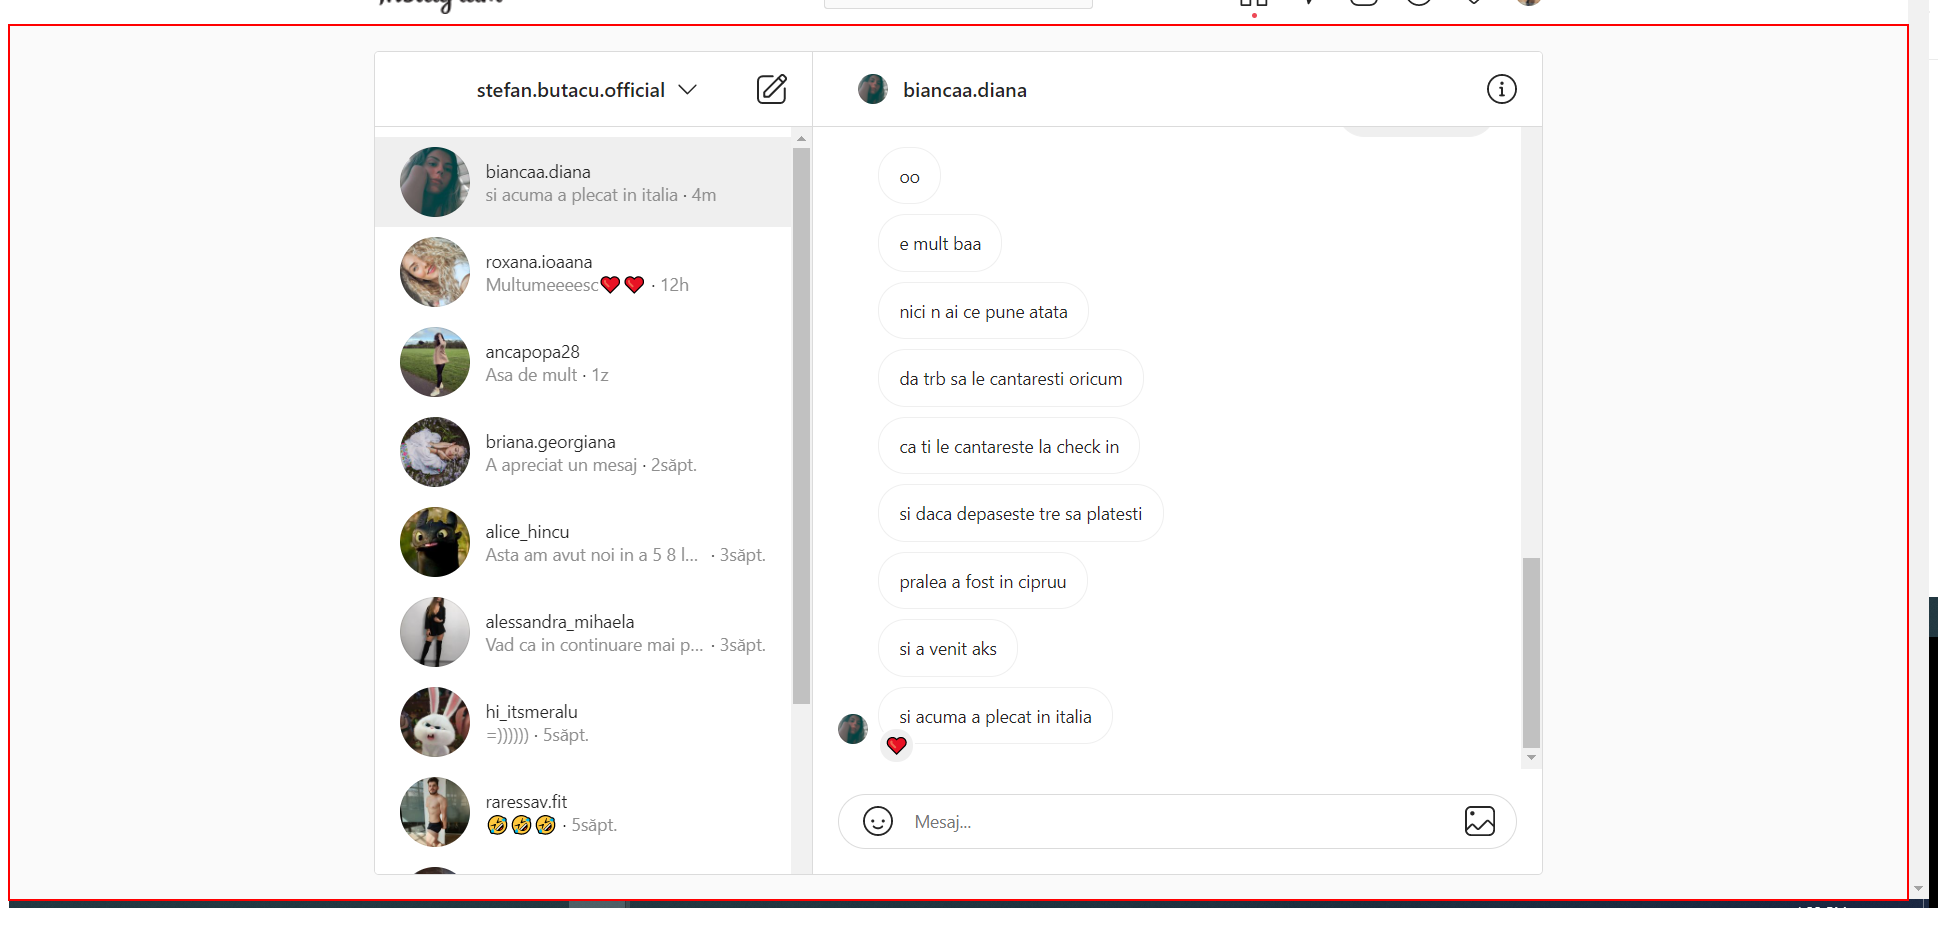 Instagram
stefan.butacu.official
biancaa.diana
biancaa.diana
si acuma a plecat in italia · 4m
roxana.ioaana
Multumeeeesc❤️❤️ · 12h
ancapopa28
Asa de mult · 1z
briana.georgiana
A apreciat un mesaj · 2săpt.
alice_hincu
Asta am avut noi in a 5 8 l... · 3săpt.
alessandra_mihaela
Vad ca in continuare mai p... · 3săpt.
hi_itsmeralu
=)))))) · 5săpt.
raressav.fit
🤣🤣🤣 · 5săpt.
oo
e mult baa
nici n ai ce pune atata
da trb sa le cantaresti oricum
ca ti le cantareste la check in
si daca depaseste tre sa platesti
pralea a fost in cipruu
si a venit aks
si acuma a plecat in italia
❤️
Mesaj...